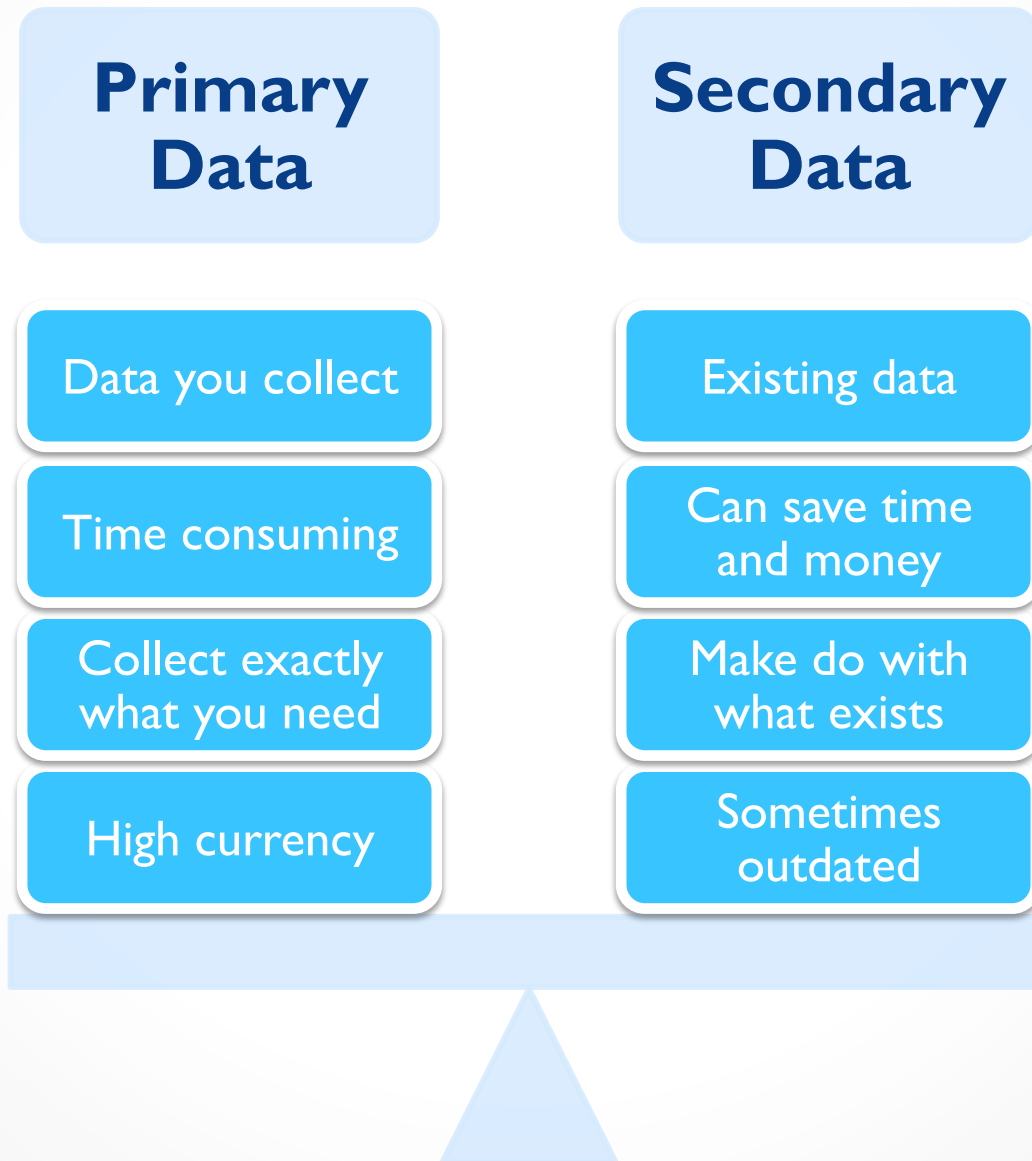 Primary
Data
Data you collect
Time consuming
Collect exactly
what you need
High currency
Secondary
Data
Existing data
Can save time
and money
Make do with
what exists
Sometimes
outdated